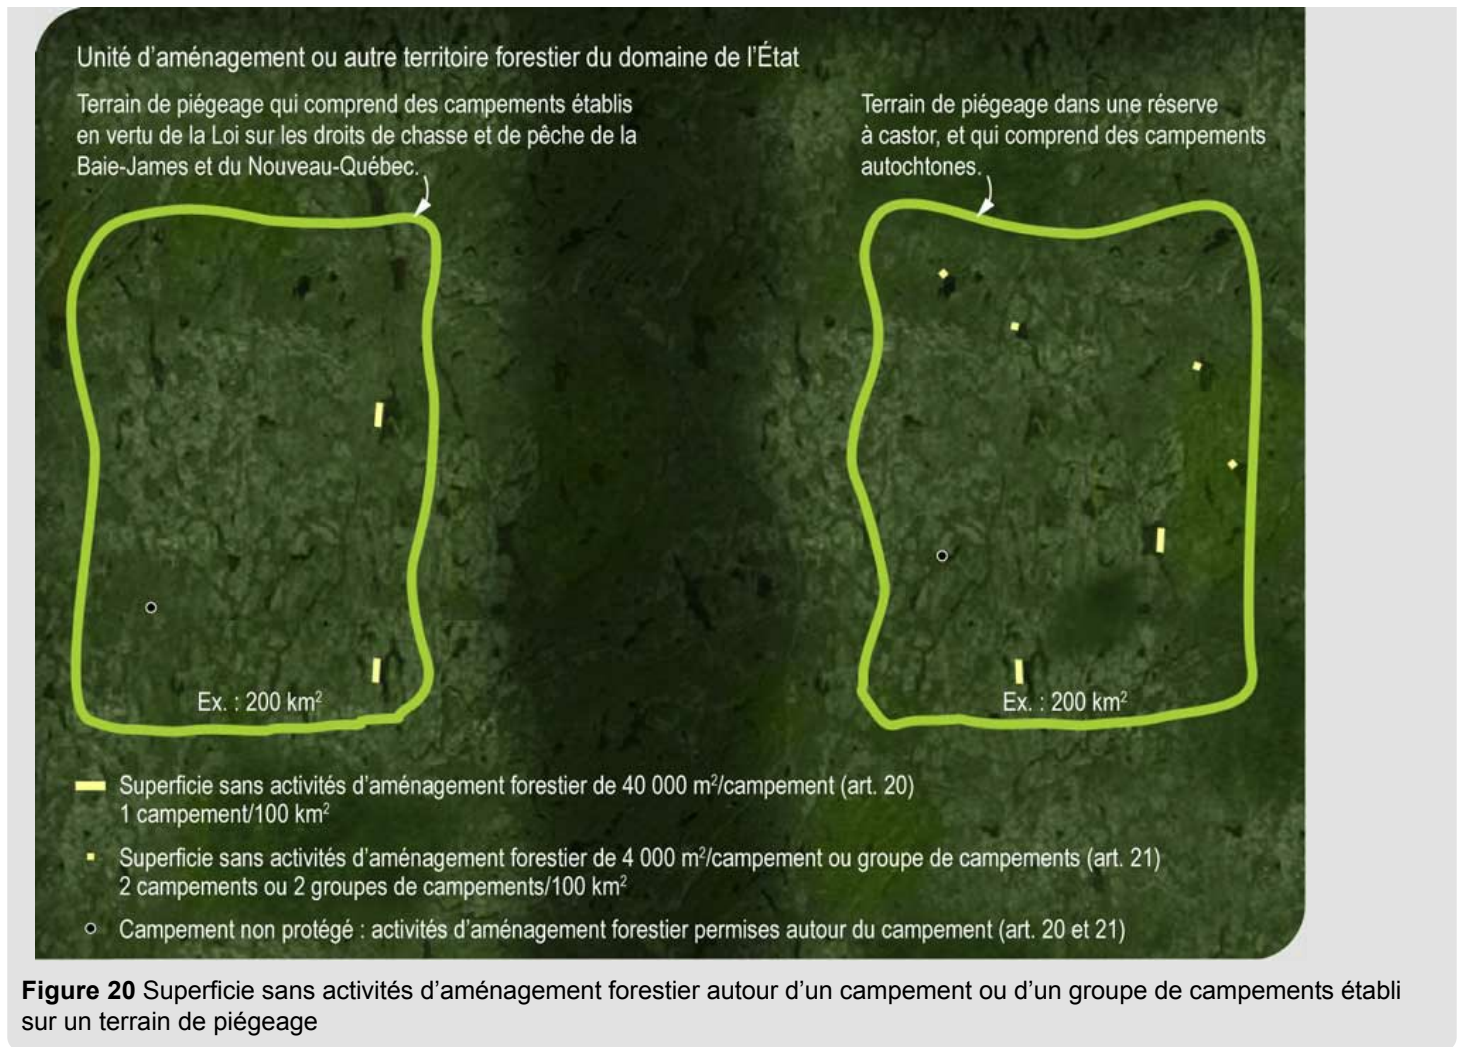 Unité d’aménagement ou autre territoire forestier du domaine de l’État
Terrain de piégeage qui comprend des campements établis
en vertu de la Loi sur les droits de chasse et de pêche de la
Baie-James et du Nouveau-Québec.
Terrain de piégeage dans une réserve
à castor, et qui comprend des campements
autochtones.
Ex. : 200 km²
Ex. : 200 km²
Superficie sans activités d’aménagement forestier de 40 000 m²/campement (art. 20)
1 campement/100 km²
Superficie sans activités d’aménagement forestier de 4 000 m²/campement ou groupe de campements (art. 21)
2 campements ou 2 groupes de campements/100 km²
Campement non protégé : activités d’aménagement forestier permises autour du campement (art. 20 et 21)
Figure 20 Superficie sans activités d’aménagement forestier autour d’un campement ou d’un groupe de campements établi
sur un terrain de piégeage